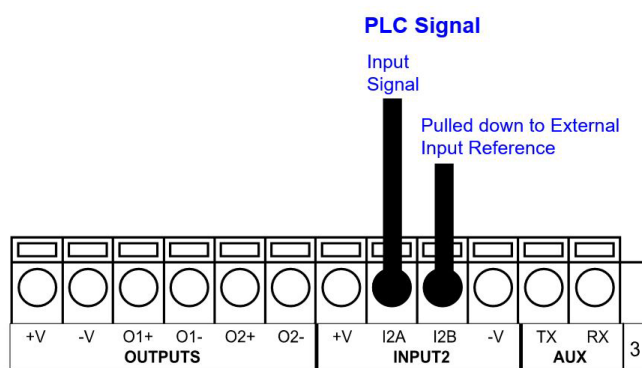 PLC Signal
Input
Signal
Pulled down to External
Input Reference
+V -V O1+ O1- O2+ O2- +V I2A I2B -V TX RX
OUTPUTS INPUT2 AUX 3